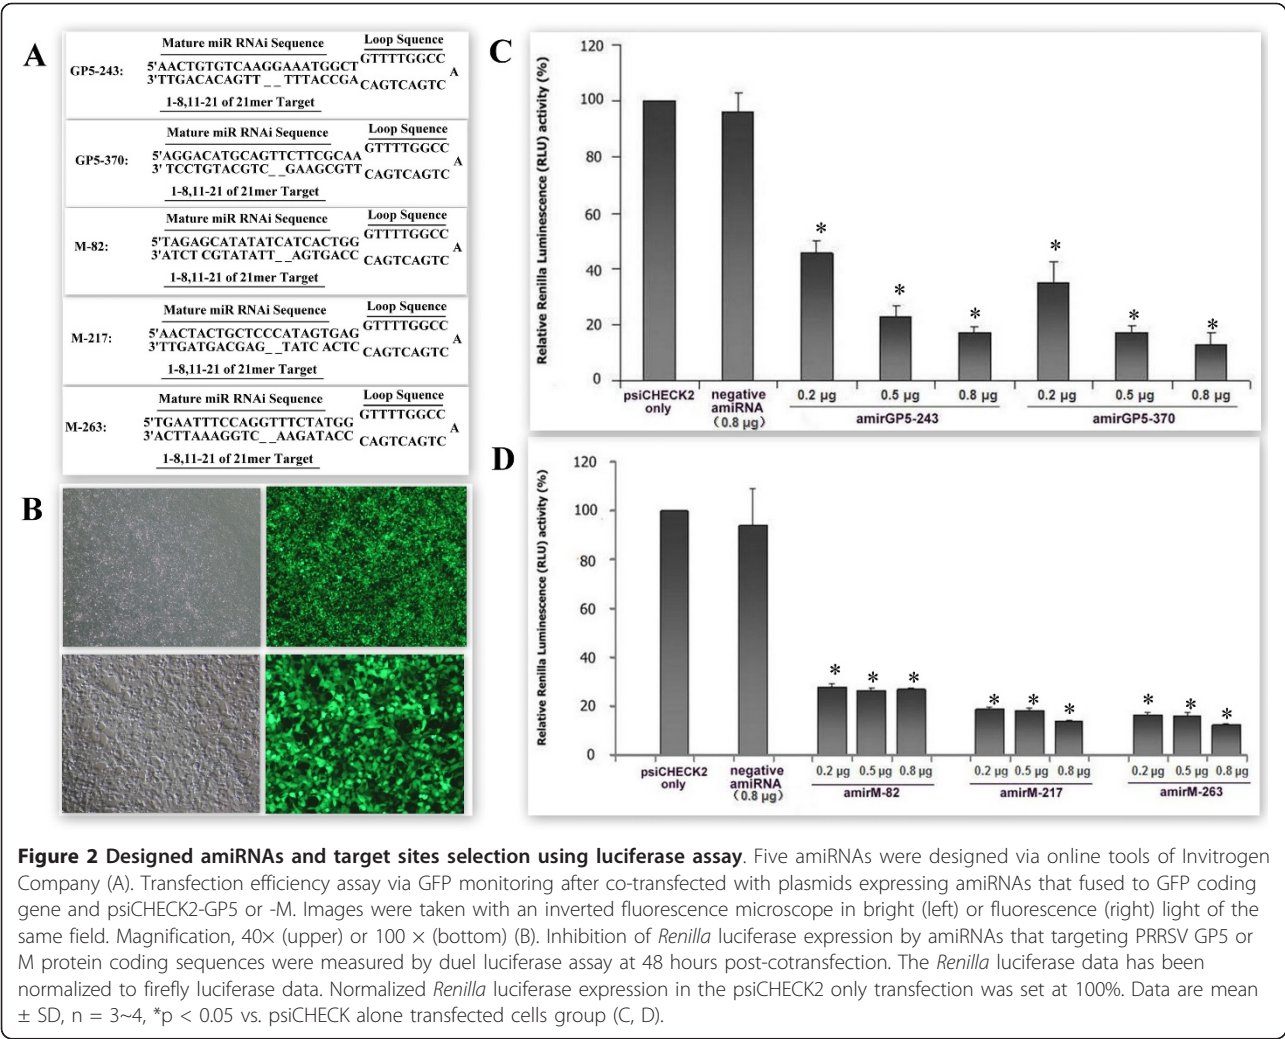 A
Mature miR RNAi Sequence
Loop Squence
GP5-243:
5'AACTGTGTCAAGGAAATGGCT
GTTTTGGCC
3'TTGACACAGTT _ _ TTTACCGA
CAGTCAGTC
A
1-8,11-21 of 21mer Target
Mature miR RNAi Sequence
Loop Squence
GP5-370:
5'AGGACATGCAGTTCTTCGCAA
GTTTTGGCC
3' TCCTGTACGTC_ _GAAGCGTT
CAGTCAGTC
A
1-8,11-21 of 21mer Target
Mature miR RNAi Sequence
Loop Squence
M-82:
5'TAGAGCATATATCATCACTGG
GTTTTGGCC
3'ATCT CGTATATT_ _AGTGACC
CAGTCAGTC
A
1-8,11-21 of 21mer Target
Mature miR RNAi Sequence
Loop Squence
M-217:
5'AACTACTGCTCCCATAGTGAG
GTTTTGGCC
3'TTGATGACGAG_ _TATC ACTC
CAGTCAGTC
A
1-8,11-21 of 21mer Target
Mature miR RNAi Sequence
Loop Squence
M-263:
5'TGAATTTCCAGGTTTCTATGG
GTTTTGGCC
3'ACTTAAAGGTC_ _AAGATACC
CAGTCAGTC
A
1-8,11-21 of 21mer Target
B
C
Relative Renilla Luminescence (RLU) activity (%)
120
100
80
60
40
20
0
* * * * * *
psiCHECK2 only
negative amiRNA (0.8 µg)
0.2 µg 0.5 µg 0.8 µg
amirGP5-243
0.2 µg 0.5 µg 0.8 µg
amirGP5-370
D
Relative Renilla Luminescence (RLU) activity (%)
120
100
80
60
40
20
0
* * * * * * * * *
psiCHECK2 only
negative amiRNA (0.8 µg)
0.2 µg 0.5 µg 0.8 µg
amirM-82
0.2 µg 0.5 µg 0.8 µg
amirM-217
0.2 µg 0.5 µg 0.8 µg
amirM-263
Figure 2 Designed amiRNAs and target sites selection using luciferase assay. Five amiRNAs were designed via online tools of Invitrogen
Company (A). Transfection efficiency assay via GFP monitoring after co-transfected with plasmids expressing amiRNAs that fused to GFP coding
gene and psiCHECK2-GP5 or -M. Images were taken with an inverted fluorescence microscope in bright (left) or fluorescence (right) light of the
same field. Magnification, 40× (upper) or 100 × (bottom) (B). Inhibition of Renilla luciferase expression by amiRNAs that targeting PRRSV GP5 or
M protein coding sequences were measured by duel luciferase assay at 48 hours post-cotransfection. The Renilla luciferase data has been
normalized to firefly luciferase data. Normalized Renilla luciferase expression in the psiCHECK2 only transfection was set at 100%. Data are mean
± SD, n = 3~4, *p < 0.05 vs. psiCHECK alone transfected cells group (C, D).